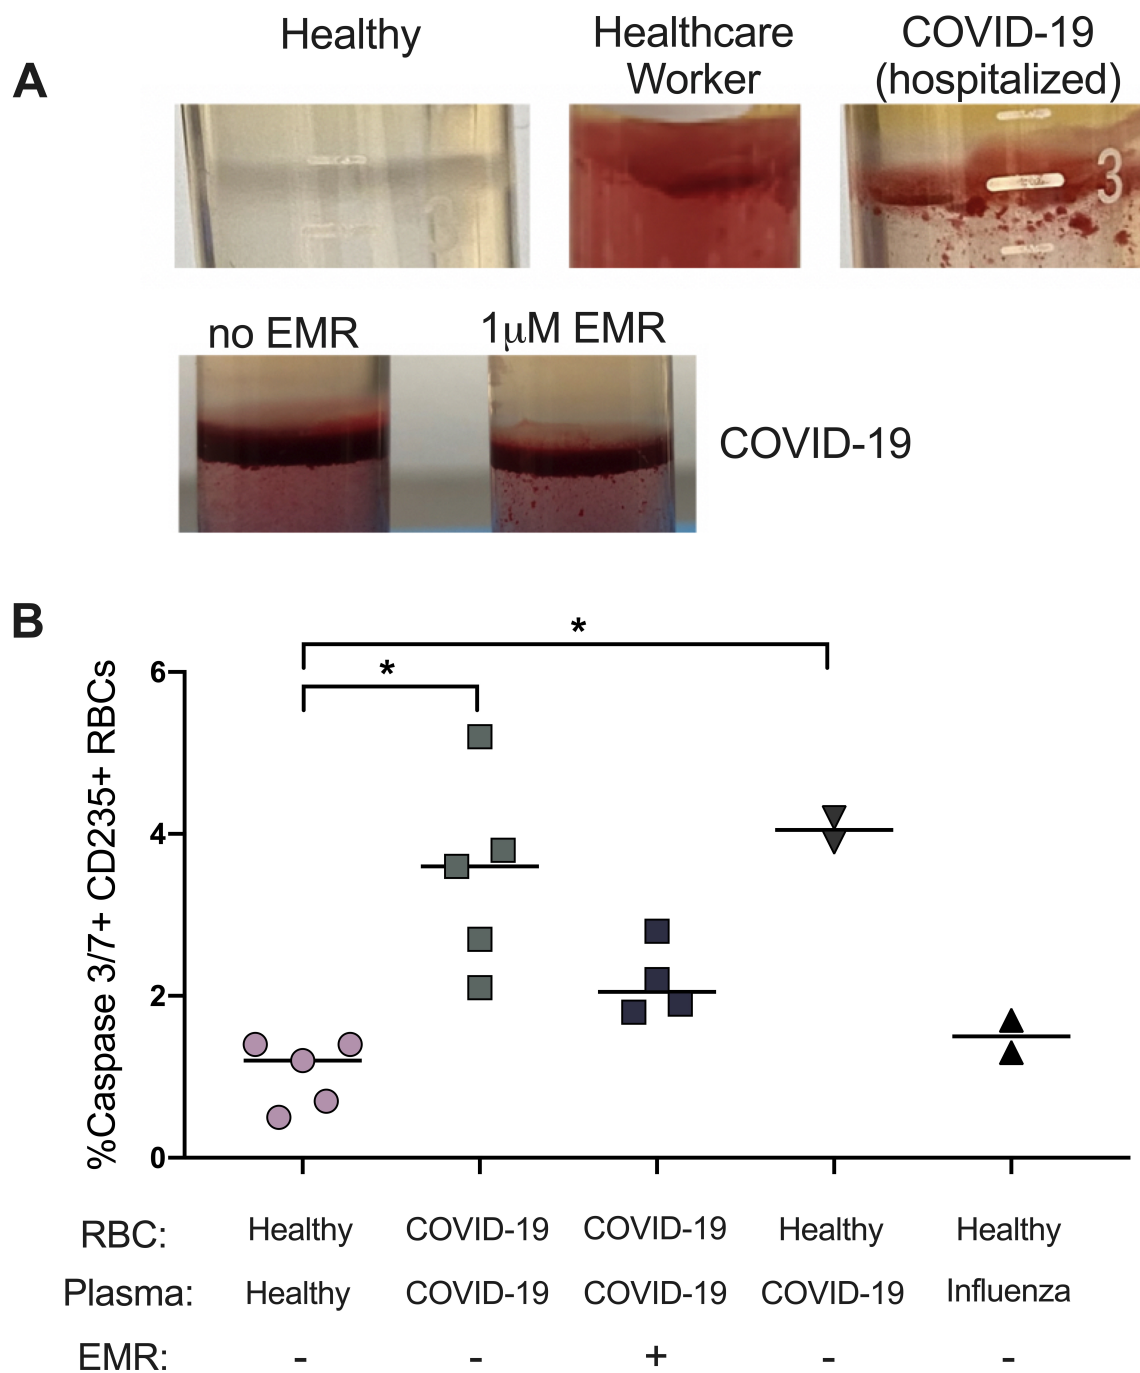 A
Healthy
Healthcare
Worker
COVID-19
(hospitalized)
3
no EMR
1μM EMR
COVID-19
B
*
*
%Caspase 3/7+ CD235+ RBCs
6
4
2
0
RBC: Healthy COVID-19 COVID-19 Healthy Healthy
Plasma: Healthy COVID-19 COVID-19 COVID-19 Influenza
EMR: - - + - -